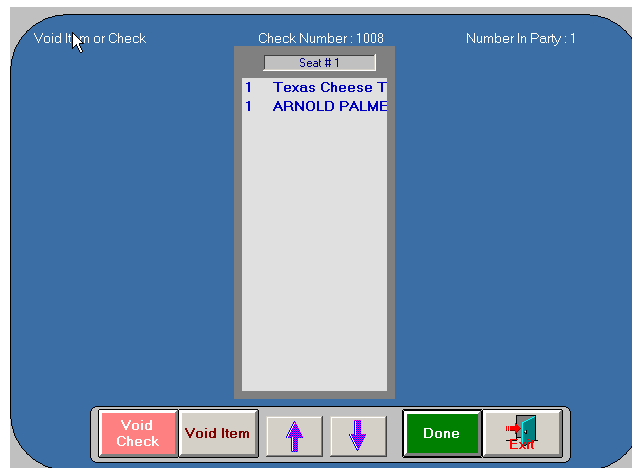 Void Item or Check Check Number : 1008 Number In Party : 1
Seat # 1
1 Texas Cheese T
1 ARNOLD PALME
Void Check
Void Item
Done
Exit